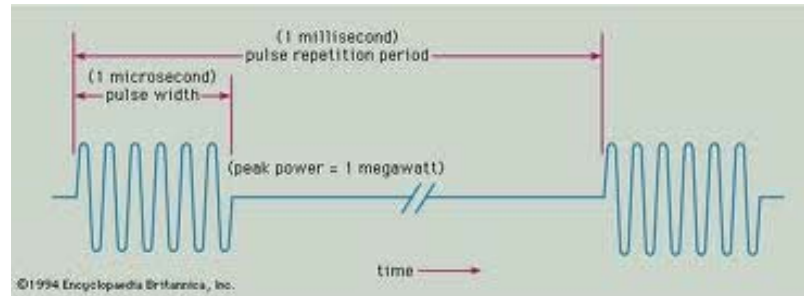 (1 millisecond)
pulse repetition period
(1 microsecond)
pulse width
(peak power = 1 megawatt)
time
©1994 Encyclopaedia Britannica, Inc.